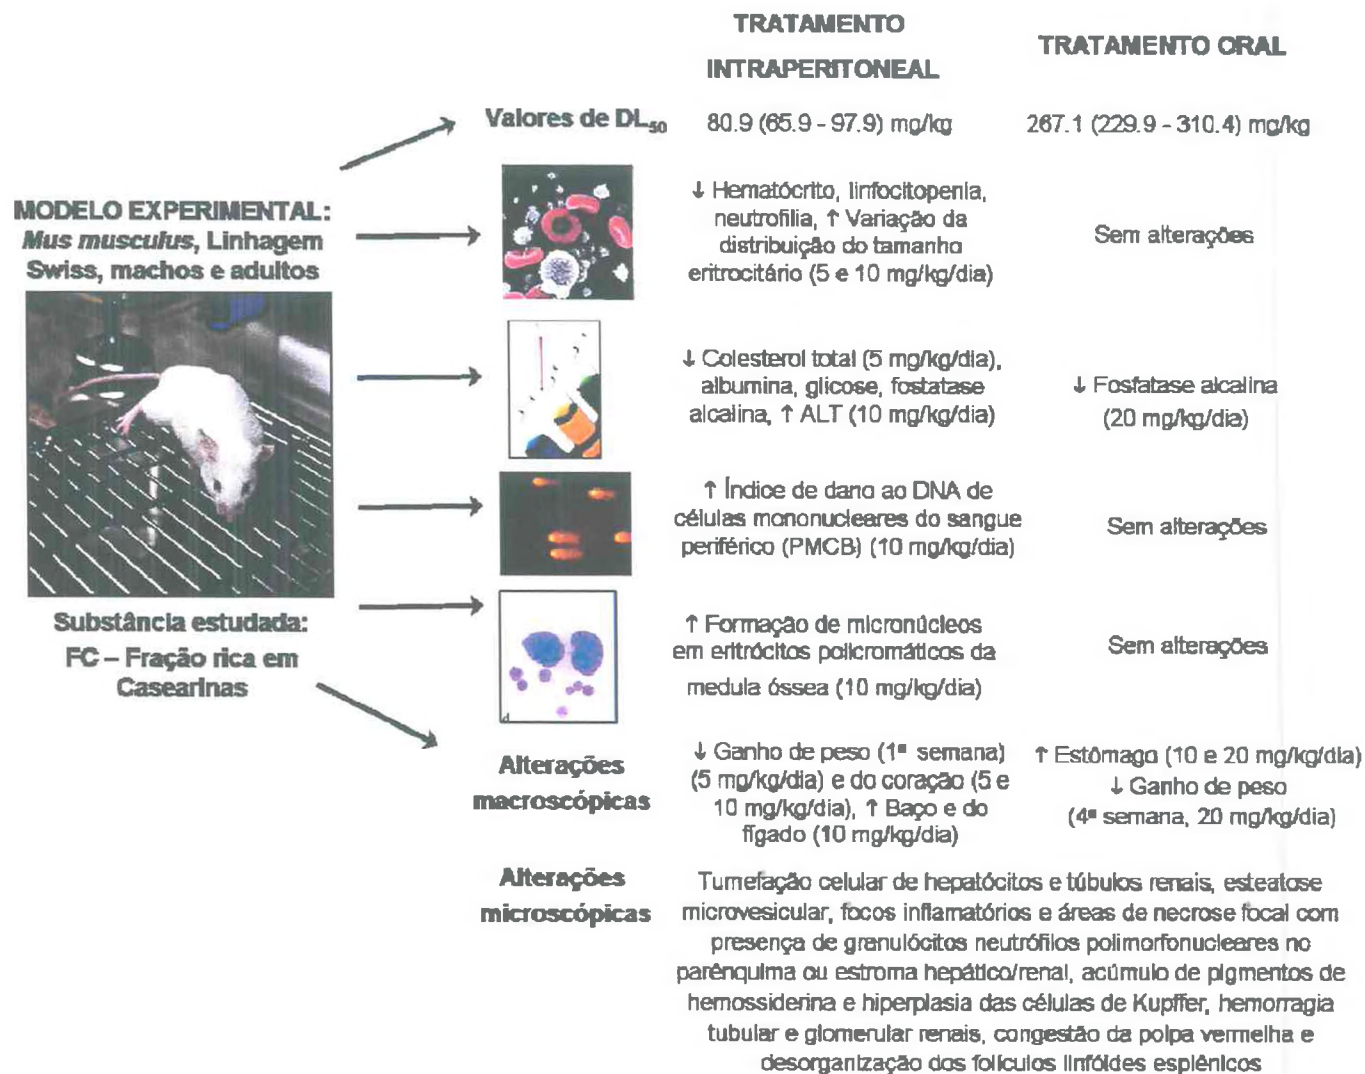 TRATAMENTO
INTRAPERITONEAL
TRATAMENTO ORAL
Valores de DL50
80.9 (65.9 - 97.9) mg/kg
267.1 (229.9 - 310.4) mg/kg
MODELO EXPERIMENTAL:
Mus musculus, Linhagem
Swiss, machos e adultos
↓ Hematócrito, linfocitopenia,
neutrofilia, ↑ Variação da
distribuição do tamanho
eritrocitário (5 e 10 mg/kg/dia)
Sem alterações
↓ Colesterol total (5 mg/kg/dia),
albumina, glicose, fostatase
alcalina, ↑ ALT (10 mg/kg/dia)
↓ Fosfatase alcalina
(20 mg/kg/dia)
↑ Índice de dano ao DNA de
células mononucleares do sangue
periférico (PMCB) (10 mg/kg/dia)
Sem alterações
Substância estudada:
FC – Fração rica em
Casearinas
d
↑ Formação de micronúcleos
em eritrócitos policromáticos da
medula óssea (10 mg/kg/dia)
Sem alterações
Alterações
macroscópicas
↓ Ganho de peso (1ª semana)
(5 mg/kg/dia) e do coração (5 e
10 mg/kg/dia), ↑ Baço e do
fígado (10 mg/kg/dia)
↑ Estômago (10 e 20 mg/kg/dia)
↓ Ganho de peso
(4ª semana, 20 mg/kg/dia)
Alterações
microscópicas
Tumefação celular de hepatócitos e túbulos renais, esteatose
microvesicular, focos inflamatórios e áreas de necrose focal com
presença de granulócitos neutrófilos polimorfonucleares no
parênquima ou estroma hepático/renal, acúmulo de pigmentos de
hemossiderina e hiperplasia das células de Kupffer, hemorragia
tubular e glomerular renais, congestão da polpa vermelha e
desorganização dos folículos linfóides esplênicos